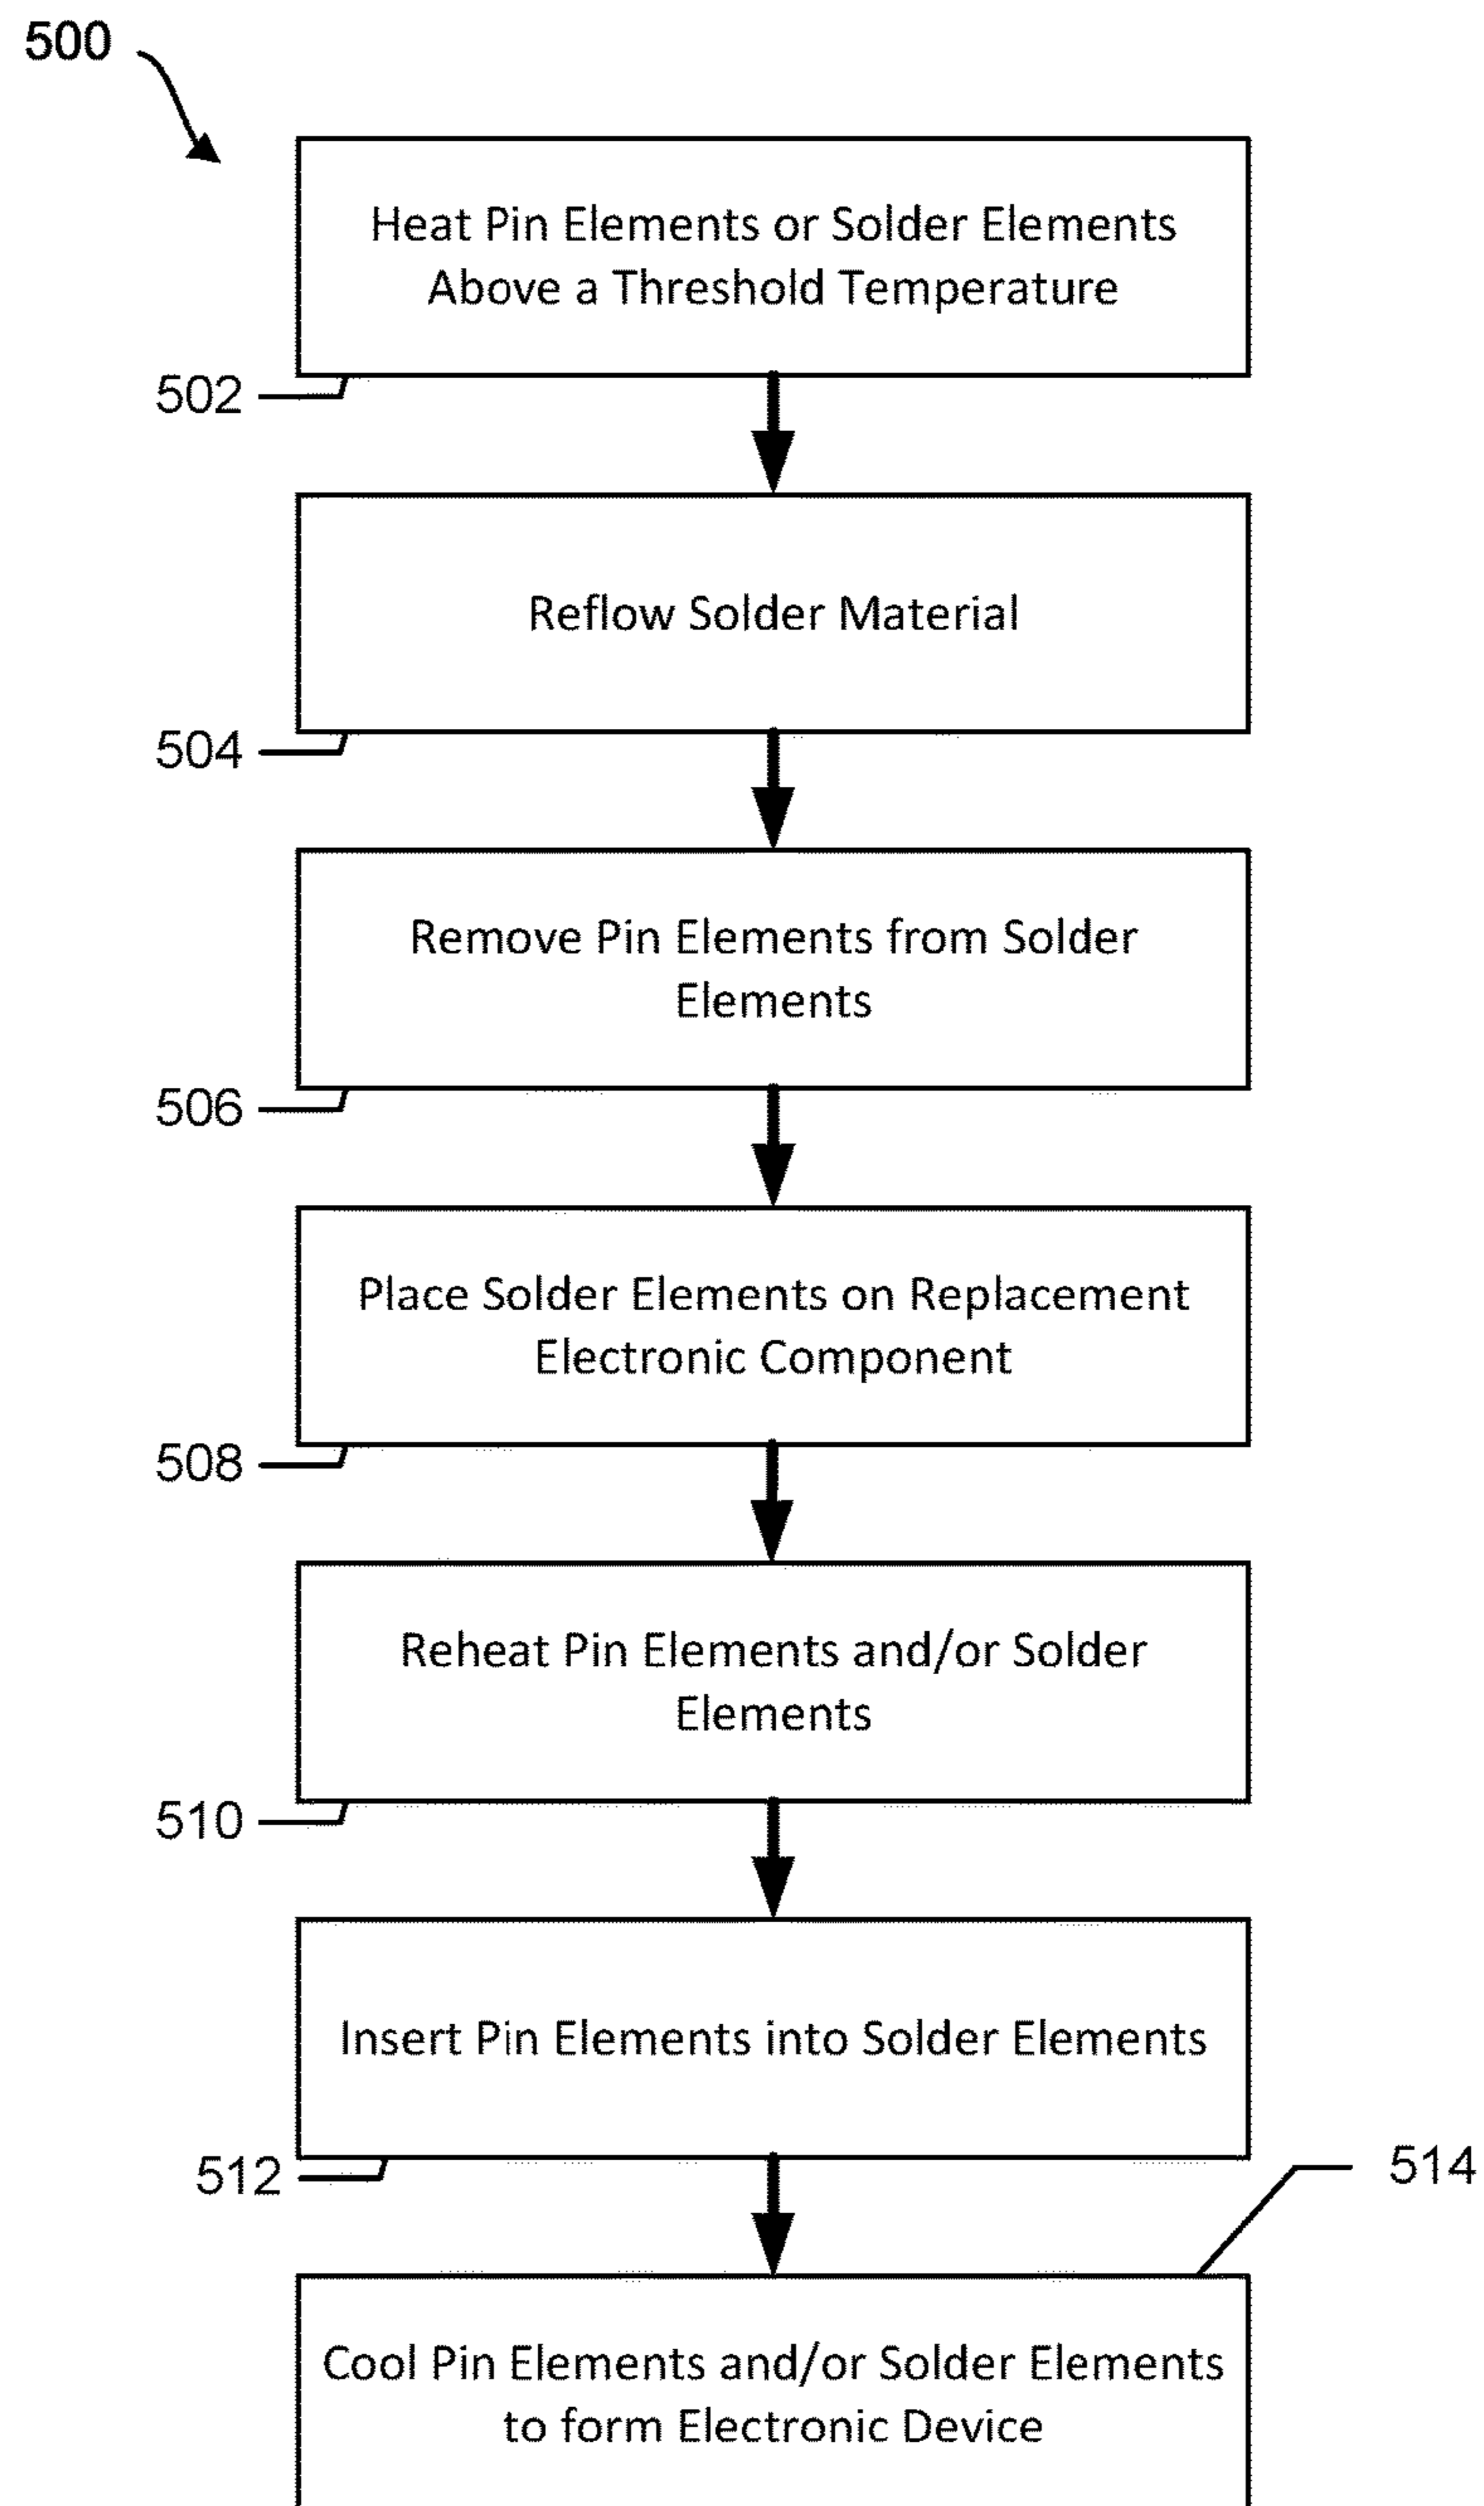 500
Heat Pin Elements or Solder Elements
Above a Threshold Temperature
502
Reflow Solder Material
504
Remove Pin Elements from Solder
Elements
506
Place Solder Elements on Replacement
Electronic Component
508
Reheat Pin Elements and/or Solder
Elements
510
Insert Pin Elements into Solder Elements
512
514
Cool Pin Elements and/or Solder Elements
to form Electronic Device